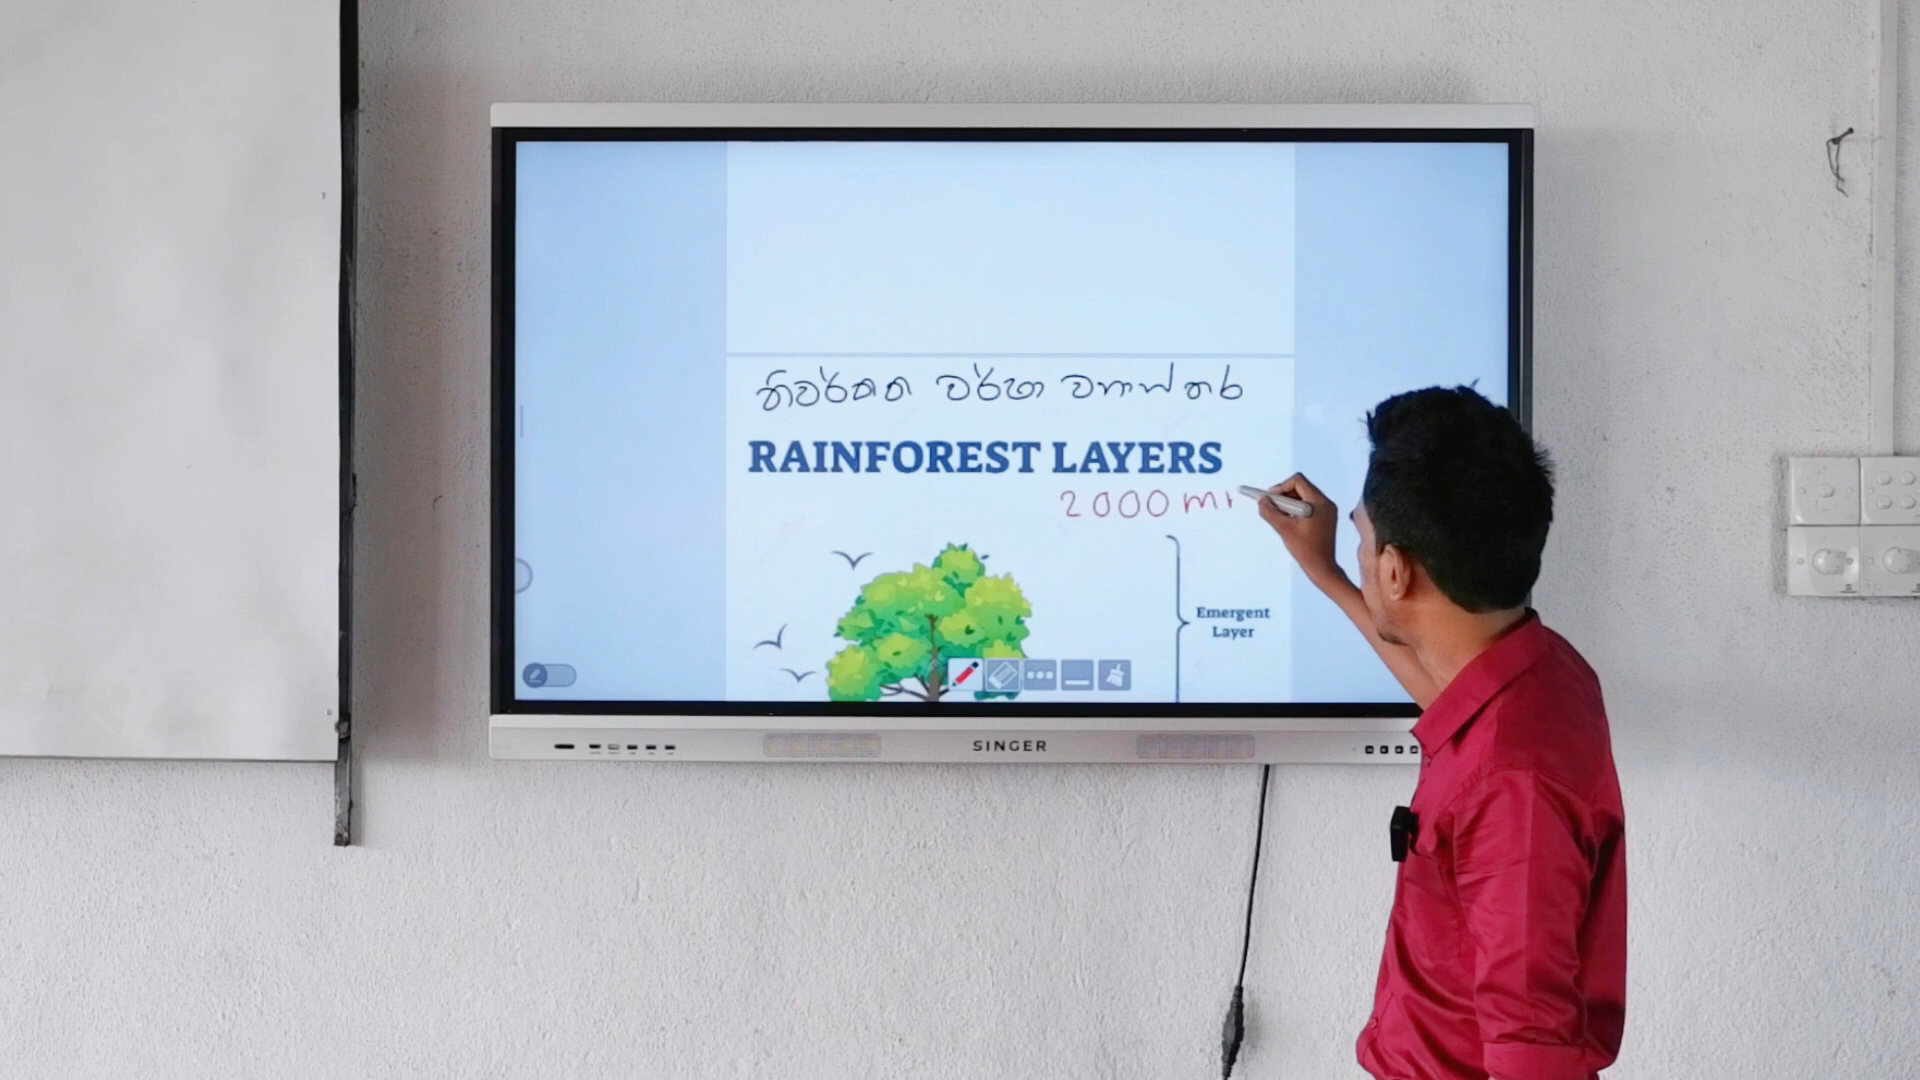 නිවර්තන වර්ෂා වනාන්තර
RAINFOREST LAYERS
2000 m
Emergent
Layer
SINGER